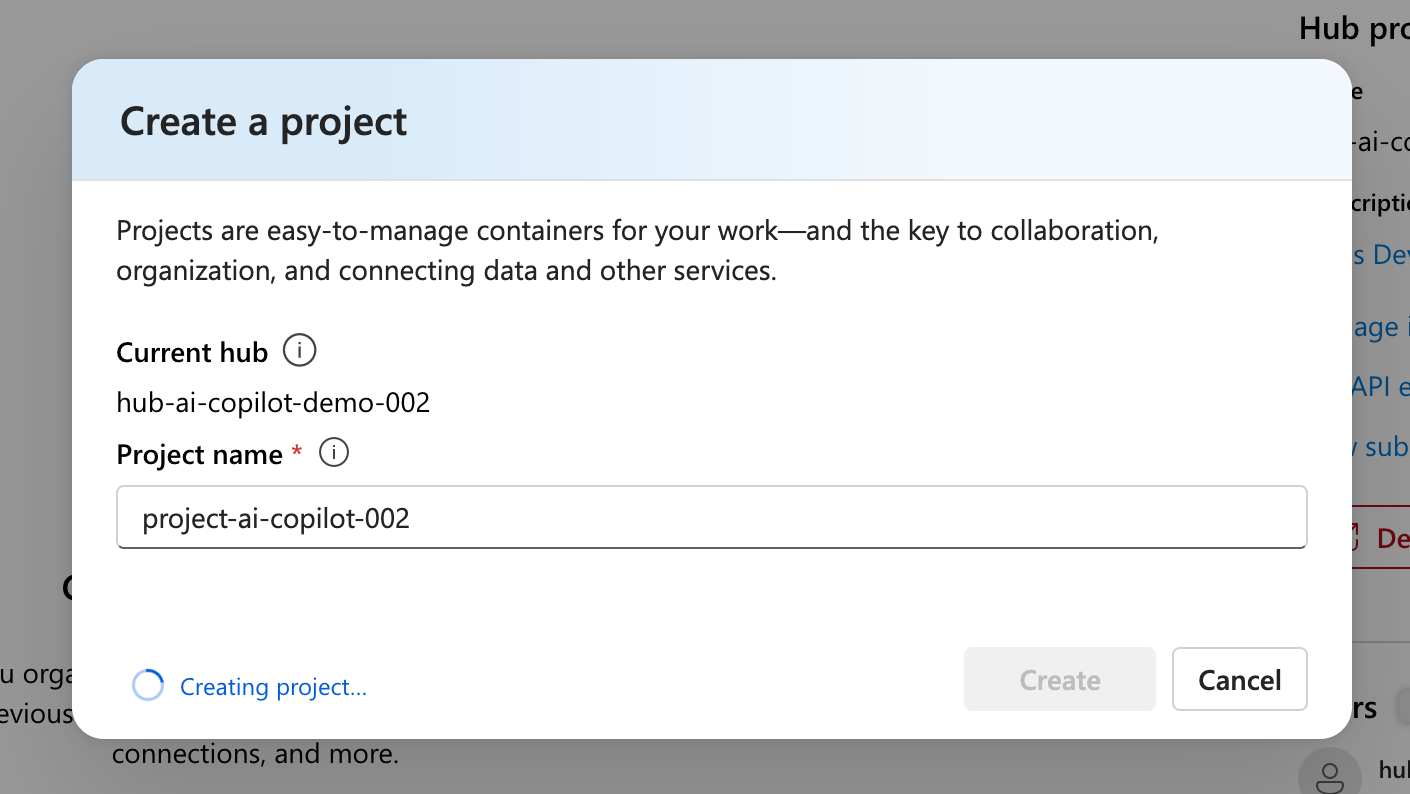 Hub pro
Create a project
Projects are easy-to-manage containers for your work—and the key to collaboration,
organization, and connecting data and other services.
Current hub
hub-ai-copilot-demo-002
Project name *
project-ai-copilot-002
Creating project...
Create
Cancel
connections, and more.
e
-ai-co
criptio
s Dev
age i
API e
sub
De
u orga
evious
rs
hul